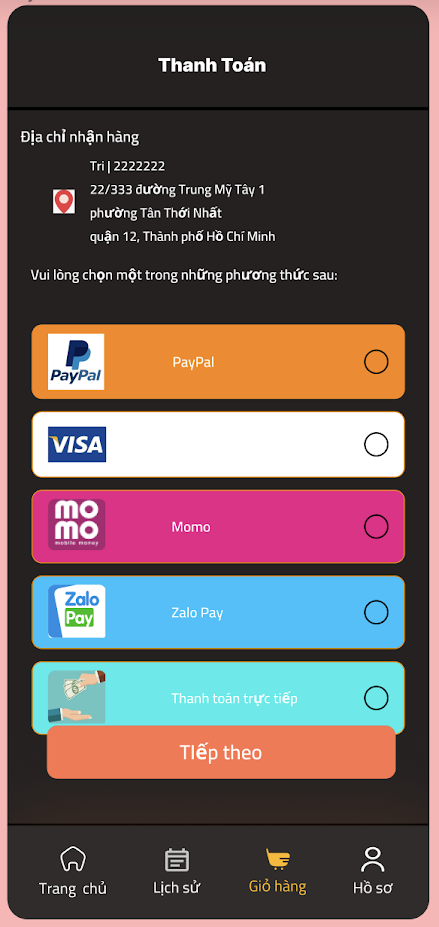 Thanh Toán
Địa chỉ nhận hàng
Tri | 2222222
22/333 đường Trung Mỹ Tây 1
phường Tân Thới Nhất
quận 12, Thành phố Hồ Chí Minh
Vui lòng chọn một trong những phương thức sau:
PayPal
PayPal
VISA
mo
mo
mobile money
Momo
Zalo
Pay
Zalo Pay
Thanh toán trực tiếp
TIếp theo
Trang chủ
Lịch sử
Giỏ hàng
Hồ sơ